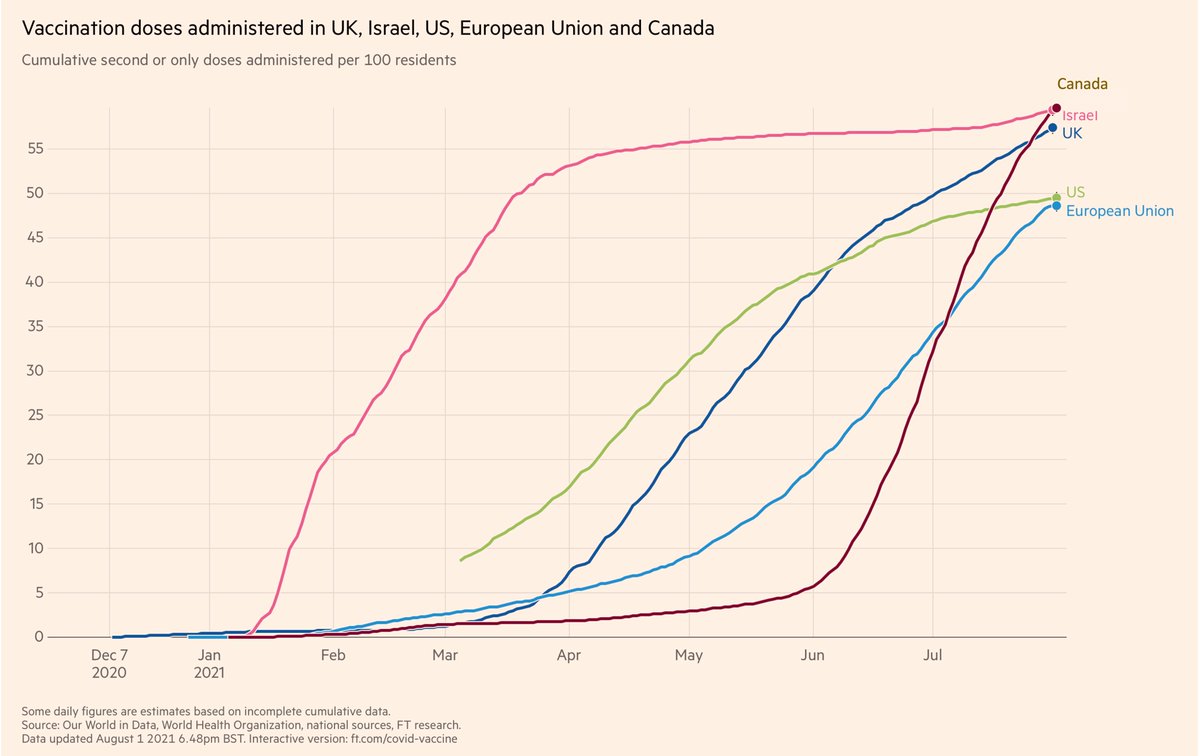 Vaccination doses administered in UK, Israel, US, European Union and Canada
Cumulative second or only doses administered per 100 residents
Canada
Israel
UK
US
European Union
55
50
45
40
35
30
25
20
15
10
5
0
Dec 7 Jan Feb Mar Apr May Jun Jul
2020 2021
Some daily figures are estimates based on incomplete cumulative data.
Source: Our World in Data, World Health Organization, national sources, FT research.
Data updated August 1 2021 6.48pm BST. Interactive version: ft.com/covid-vaccine